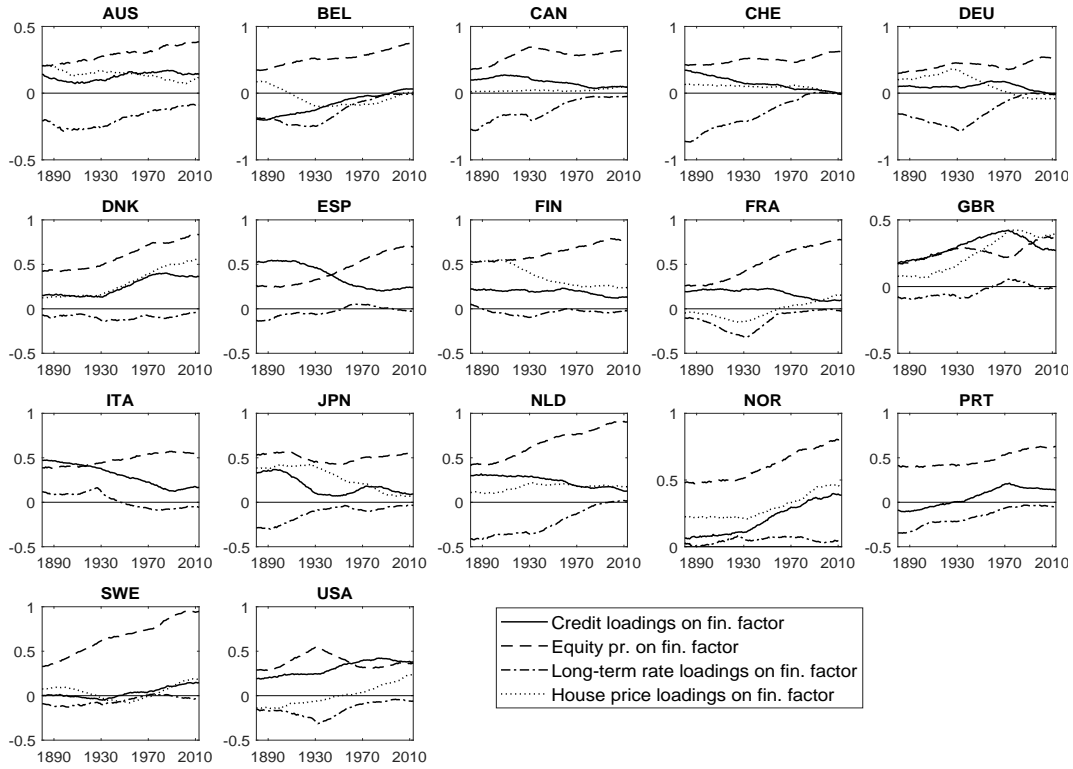 AUS BEL CAN CHE DEU
0.5 1 1 1 1
0 0 0 0 0
-0.5 -1 -1 -1 -1
1890 1930 1970 2010 1890 1930 1970 2010 1890 1930 1970 2010 1890 1930 1970 2010 1890 1930 1970 2010
DNK ESP FIN FRA GBR
1 1 1 1 0.5
0.5 0.5 0.5 0.5 0
0 0 0 0
-0.5 -0.5 -0.5 -0.5 -0.5
1890 1930 1970 2010 1890 1930 1970 2010 1890 1930 1970 2010 1890 1930 1970 2010 1890 1930 1970 2010
ITA JPN NLD NOR PRT
1 1 1 1 1
0.5 0.5 0.5 0.5 0.5
0 0 0 0
-0.5 -0.5 -0.5 0 -0.5
1890 1930 1970 2010 1890 1930 1970 2010 1890 1930 1970 2010 1890 1930 1970 2010 1890 1930 1970 2010
SWE USA
1 1
0.5 0.5
0 0
-0.5 -0.5
1890 1930 1970 2010 1890 1930 1970 2010
Credit loadings on fin. factor
Equity pr. on fin. factor
Long-term rate loadings on fin. factor
House price loadings on fin. factor